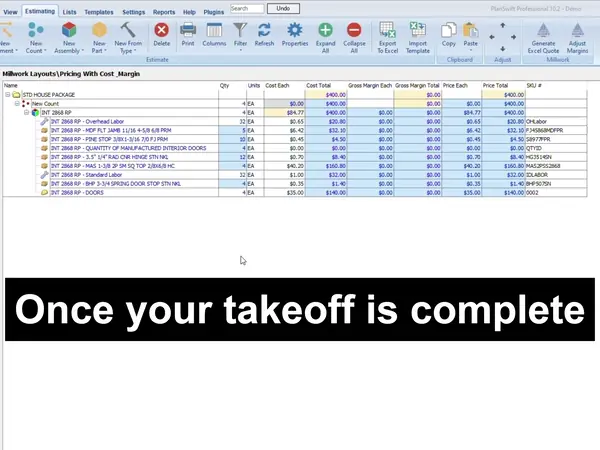 PlanSwift Professional 10.2 - Demo
View Estimating Lists Templates Settings Reports Help Plugins Search Undo
New Count New Assembly New Part New From Type Delete Print Columns Filter Refresh Properties Expand All Collapse All Export To Excel Import Template Copy Paste Generate Excel Quote Adjust Margins
Clipboard Adjust Millwork
Estimate
Millwork Layouts\Pricing With Cost _Margin
Name Qty Units Cost Each Cost Total Gross Margin Each Gross Margin Total Price Each Price Total SKU #
STD HOUSE PACKAGE $400.00 $0.00 $400.00
New Count 4 EA $0.00 $400.00 $0.00 $0.00 $400.00
INT 2868 RP 4 EA $84.77 $400.00 $0.00 $0.00 $84.77 $400.00
INT 2868 RP - Overhead Labor 32 EA $0.65 $20.80 $0.00 $0.00 $0.65 $20.80 OHLabor
INT 2868 RP - MDF FLT JAMB 11/16 4-5/8 6/8 PRM 5 EA $6.42 $32.10 $0.00 $0.00 $6.42 $32.10 FJ45868MDFPR
INT 2868 RP - PINE STOP 3/8X1-3/16 7/0 FJ PRM 10 EA $0.45 $4.50 $0.00 $0.00 $0.45 $4.50 S8977FPR
INT 2868 RP - QUANTITY OF MANUFACTURED INTERIOR DOORS 4 EA $0.00 $0.00 $0.00 $0.00 $0.00 $0.00 QTYID
INT 2868 RP - 3.5" 1/4" RAD CNR HINGE STN NKL 12 EA $0.70 $8.40 $0.00 $0.00 $0.70 $8.40 HG3514SN
INT 2868 RP - MAS 1-3/8 2P SM SQ TOP 2/8X6/8 HC 4 EA $40.20 $160.80 $0.00 $0.00 $40.20 $160.80 MAS2PSS2868
INT 2868 RP - Standard Labor 32 EA $1.00 $32.00 $0.00 $0.00 $1.00 $32.00 IDLABOR
INT 2868 RP - BHP 3-3/4 SPRING DOOR STOP STN NKL 4 EA $0.35 $1.40 $0.00 $0.00 $0.35 $1.40 BHP507SN
INT 2868 RP - DOORS 4 EA $35.00 $140.00 $0.00 $0.00 $35.00 $140.00 0002
Once your takeoff is complete